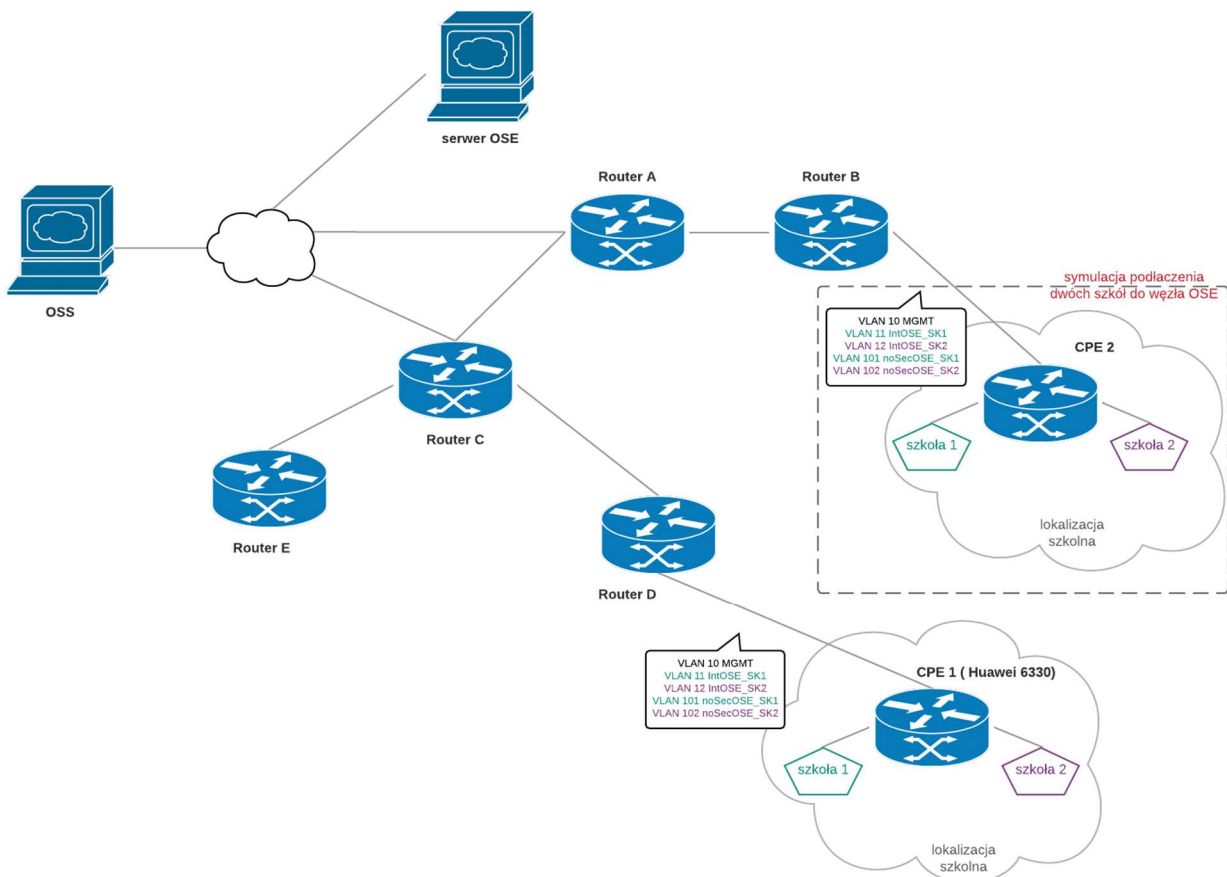 serwer OSE
OSS
Router A
Router B
symulacja podłaczenia
dwóch szkół do węzła OSE
VLAN 10 MGMT
VLAN 11 IntOSE_SK1
VLAN 12 IntOSE_SK2
VLAN 101 noSecOSE_SK1
VLAN 102 noSecOSE_SK2
CPE 2
szkoła 1
szkoła 2
lokalizacja
szkolna
Router C
Router E
Router D
VLAN 10 MGMT
VLAN 11 IntOSE_SK1
VLAN 12 IntOSE_SK2
VLAN 101 noSecOSE_SK1
VLAN 102 noSecOSE_SK2
CPE 1 ( Huawei 6330)
szkoła 1
szkoła 2
lokalizacja
szkolna